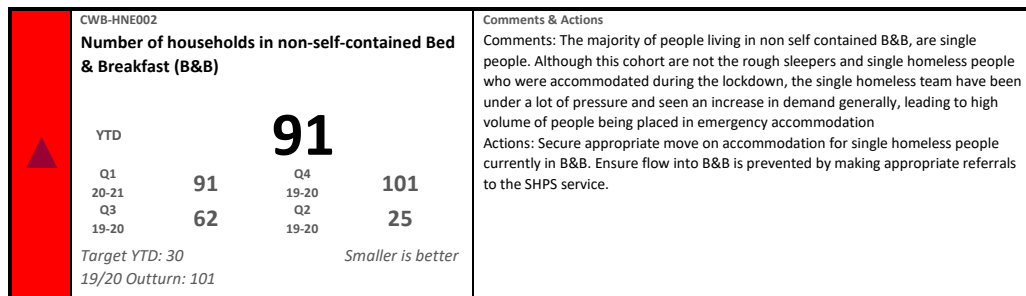 CWB-HNE002
Number of households in non-self-contained Bed
& Breakfast (B&B)
YTD
91
Q1
20-21
91
Q4
19-20
101
Q3
19-20
62
Q2
19-20
25
Target YTD: 30
Smaller is better
19/20 Outturn: 101
Comments & Actions
Comments: The majority of people living in non self contained B&B, are single
people. Although this cohort are not the rough sleepers and single homeless people
who were accommodated during the lockdown, the single homeless team have been
under a lot of pressure and seen an increase in demand generally, leading to high
volume of people being placed in emergency accommodation
Actions: Secure appropriate move on accommodation for single homeless people
currently in B&B. Ensure flow into B&B is prevented by making appropriate referrals
to the SHPS service.